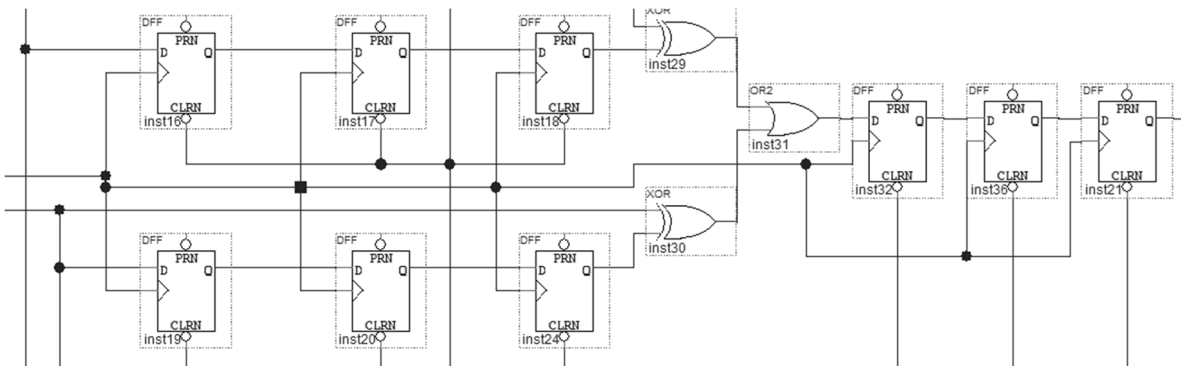 DFF DFF DFF XOR
PRN PRN PRN
D Q D Q D Q
inst29
OR2 DFF DFF DFF
CLRN CLRN CLRN
inst16 inst17 inst18
PRN PRN PRN
D Q D Q D Q
inst31
CLRN CLRN CLRN
inst32 inst36 inst21
XOR
DFF DFF DFF
inst30
PRN PRN PRN
D Q D Q D Q
CLRN CLRN CLRN
inst19 inst20 inst24